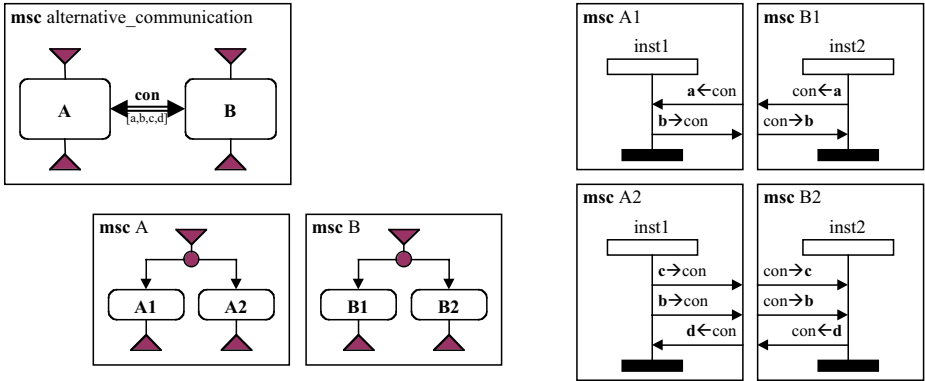 msc alternative_communication
A
con
[a,b,c,d]
B
msc A
A1
A2
msc B
B1
B2
msc A1
inst1
a←con
b→con
msc B1
inst2
con←a
con→b
msc A2
inst1
c→con
b→con
d←con
msc B2
inst2
con→c
con→b
con←d